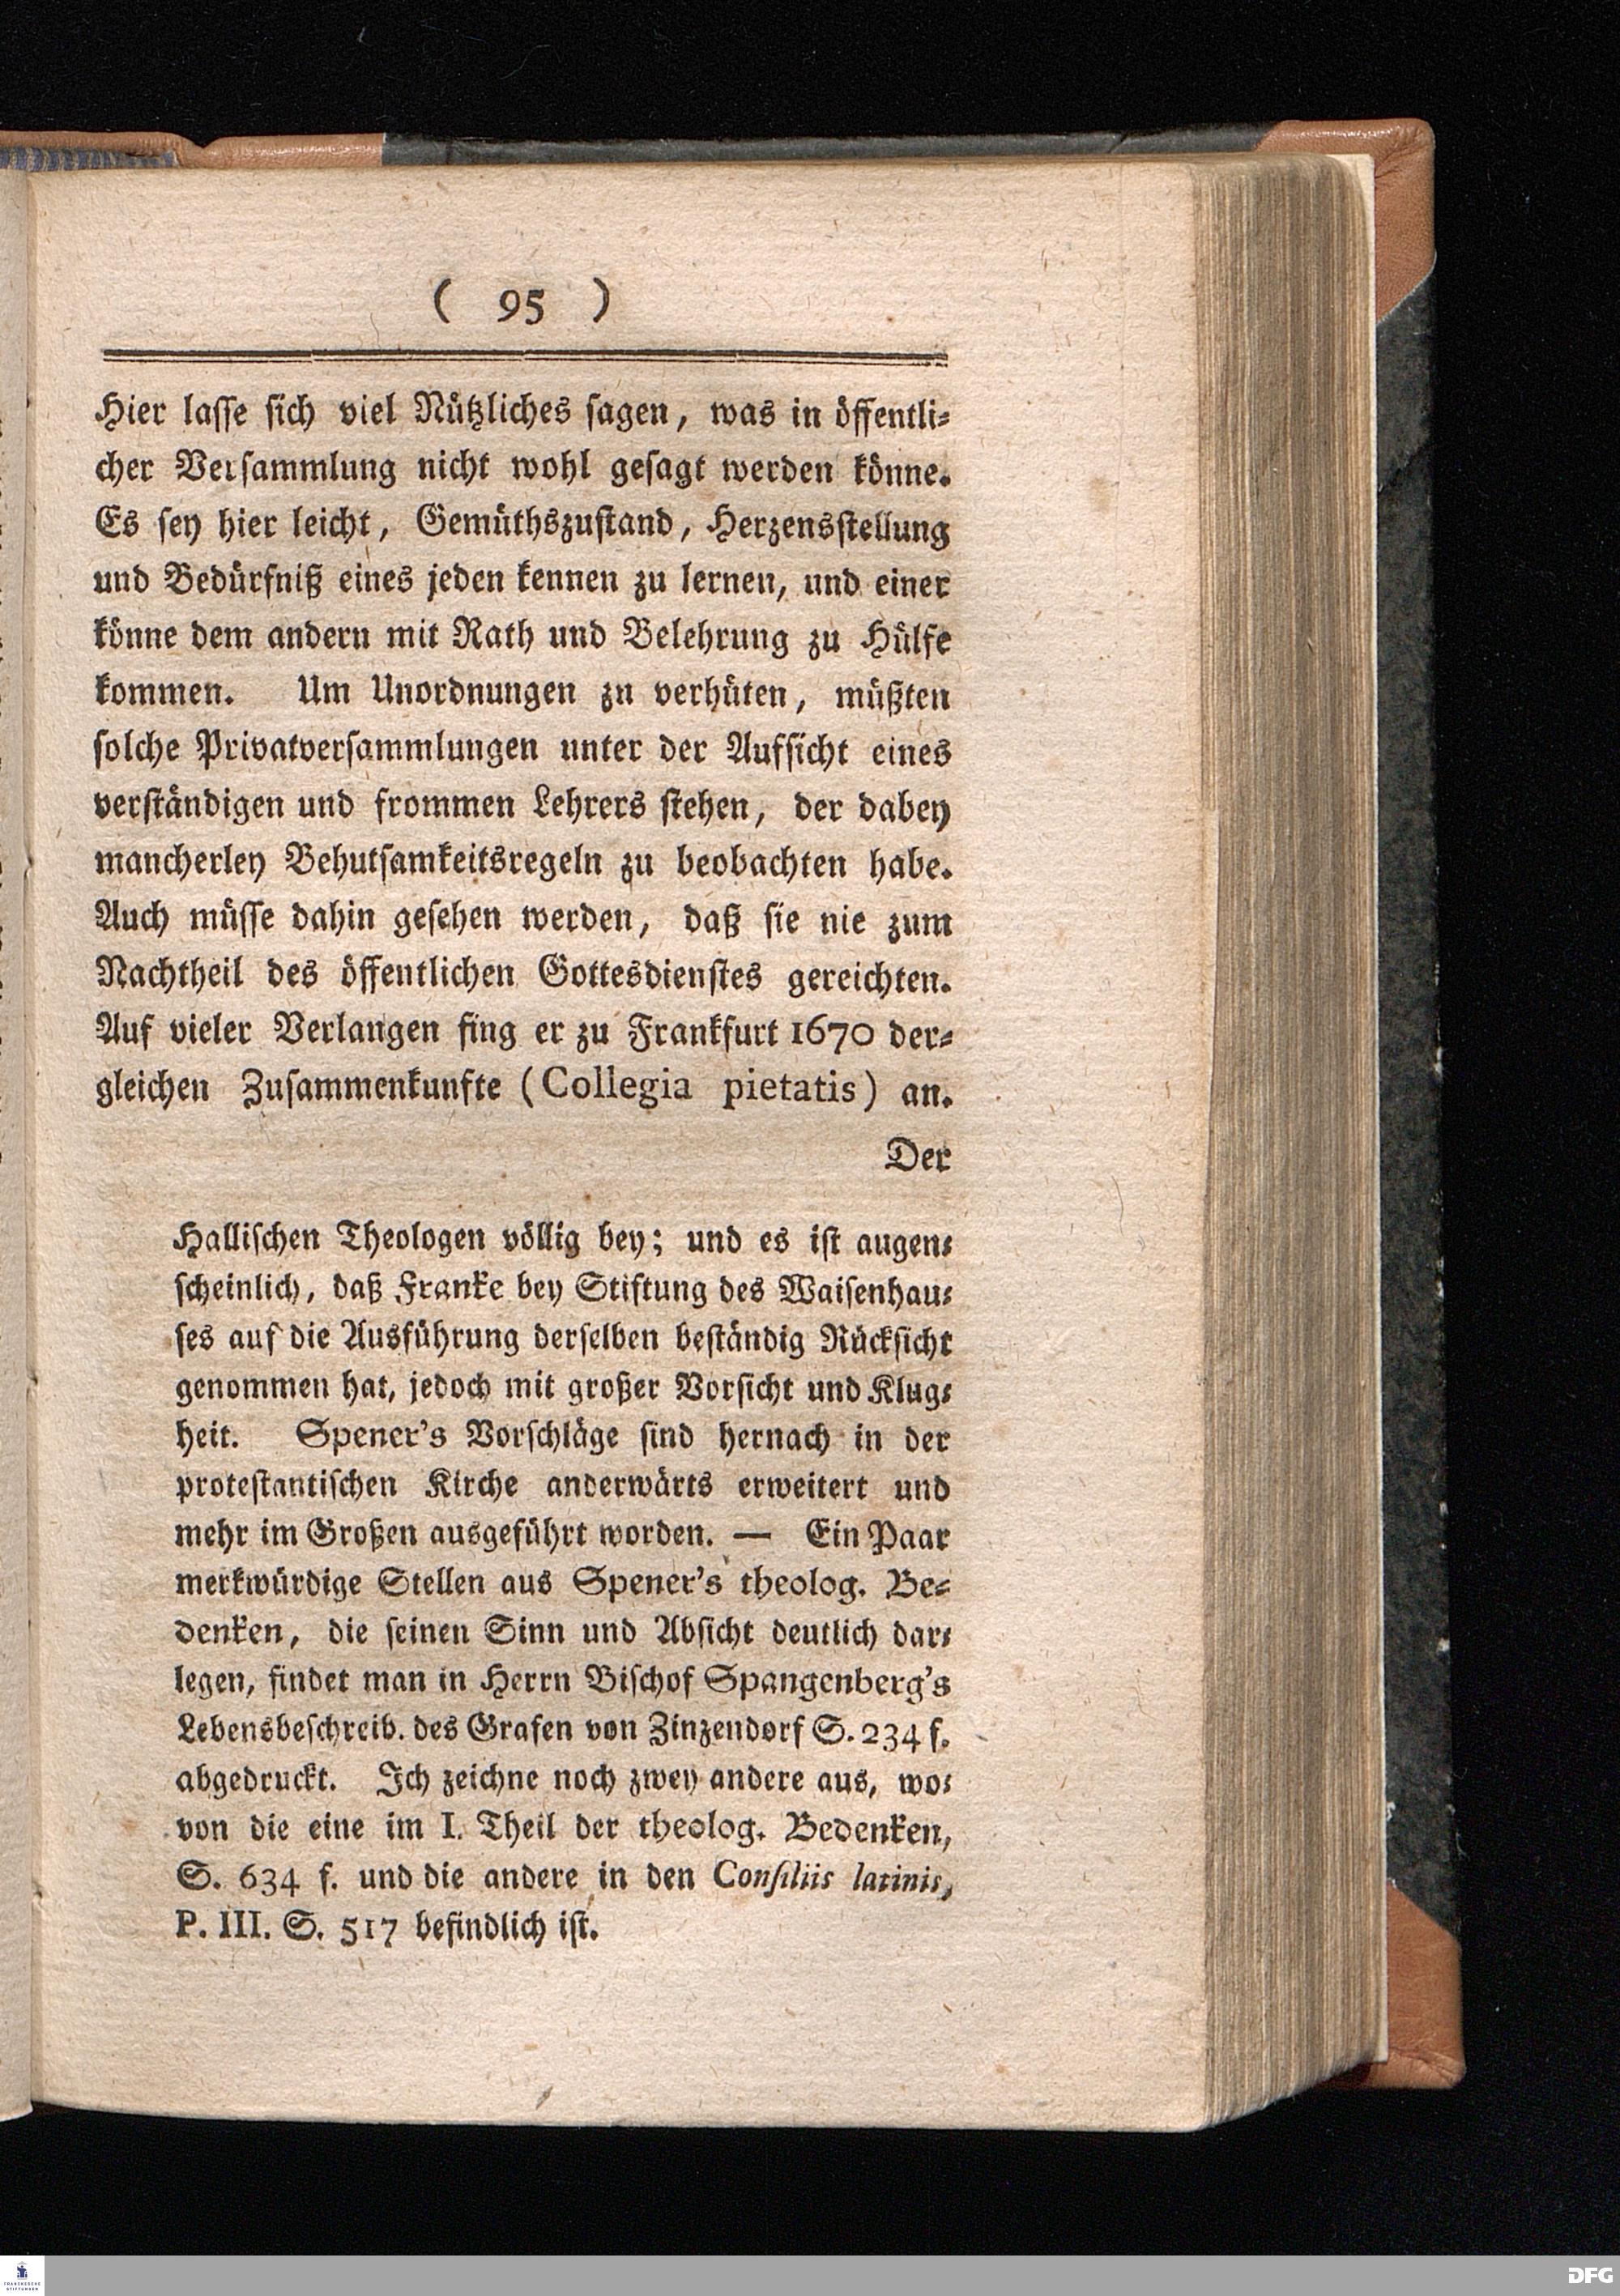 ( 95 )
Hier lasse sich viel Nützliches sagen, was in öffentli-
cher Versammlung nicht wohl gesagt werden könne.
Es sey hier leicht, Gemüthszustand, Herzensstellung
und Bedürfniß eines jeden kennen zu lernen, und einer
könne dem andern mit Rath und Belehrung zu Hülfe
kommen. Um Unordnungen zu verhüten, müßten
solche Privatversammlungen unter der Aufsicht eines
verständigen und frommen Lehrers stehen, der dabey
mancherley Behutsamkeitsregeln zu beobachten habe.
Auch müsse dahin gesehen werden, daß sie nie zum
Nachtheil des öffentlichen Gottesdienstes gereichten.
Auf vieler Verlangen fing er zu Frankfurt 1670 der-
gleichen Zusammenkunfte (Collegia pietatis) an.
Der
Hallischen Theologen völlig bey; und es ist augen-
scheinlich, daß Franke bey Stiftung des Waisenhau-
ses auf die Ausführung derselben beständig Rücksicht
genommen hat, jedoch mit großer Vorsicht und Klug-
heit. Spener's Vorschläge sind hernach in der
protestantischen Kirche anderwärts erweitert und
mehr im Großen ausgeführt worden. — Ein Paar
merkwürdige Stellen aus Spener's theolog. Be-
denken, die seinen Sinn und Absicht deutlich dar-
legen, findet man in Herrn Bischof Spangenberg's
Lebensbeschreib. des Grafen von Zinzendorf S. 234 f.
abgedruckt. Ich zeichne noch zwey andere aus, wo-
von die eine im I. Theil der theolog. Bedenken,
S. 634 f. und die andere in den Consiliis latinis,
P. III. S. 517 befindlich ist.
FRANCKESCHE
STIFTUNGEN
DFG